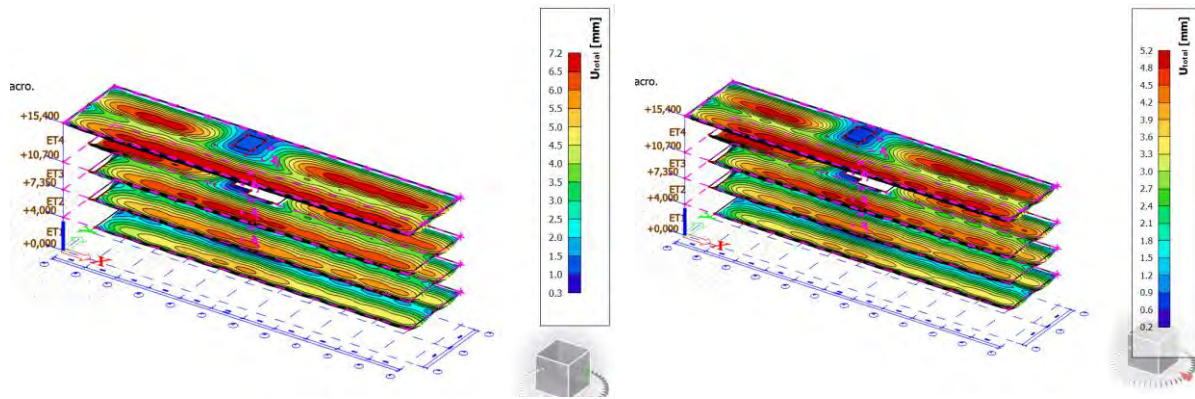 Utotal [mm]
7.2
6.5
6.0
5.5
5.0
4.5
4.0
3.5
3.0
2.5
2.0
1.5
1.0
0.3
acro.
+15,400
ET4
+10,700
ET3
+7,350
ET2
+4,000
ET1
+0,000
X
Utotal [mm]
5.2
4.8
4.5
4.2
3.9
3.6
3.3
3.0
2.7
2.4
2.1
1.8
1.5
1.2
0.9
0.6
0.2
acro.
+15,400
ET4
+10,700
ET3
+7,350
ET2
+4,000
ET1
+0,000
X